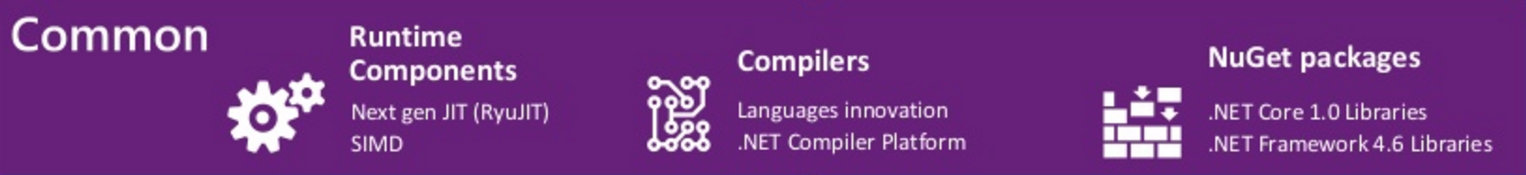 Common
Runtime
Components
Next gen JIT (RyuJIT)
SIMD
Compilers
Languages innovation
.NET Compiler Platform
NuGet packages
.NET Core 1.0 Libraries
.NET Framework 4.6 Libraries